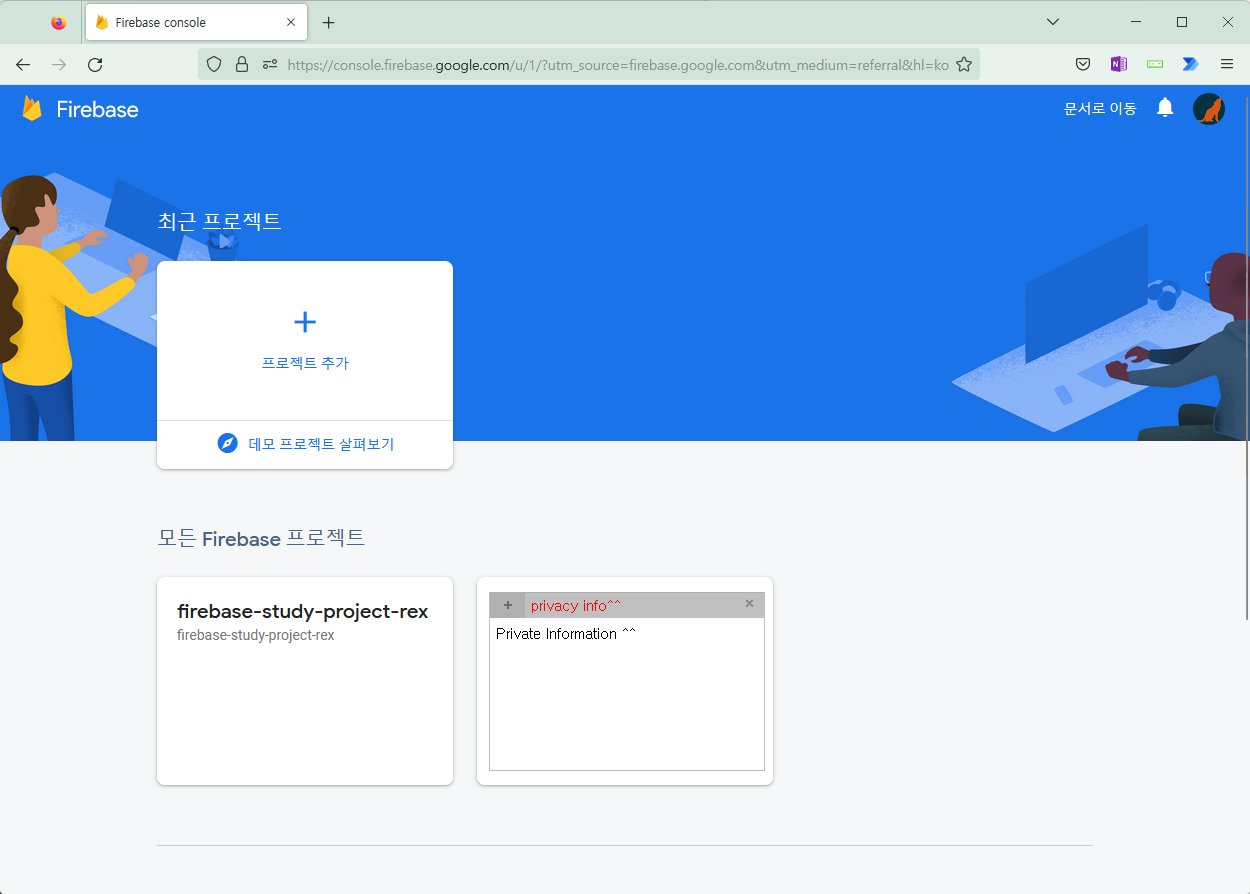 Firebase console
https://console.firebase.google.com/u/1/?utm_source=firebase.google.com&utm_medium=referral&hl=ko
Firebase
문서로 이동
최근 프로젝트
프로젝트 추가
데모 프로젝트 살펴보기
모든 Firebase 프로젝트
firebase-study-project-rex
firebase-study-project-rex
privacy info^^
Private Information ^^